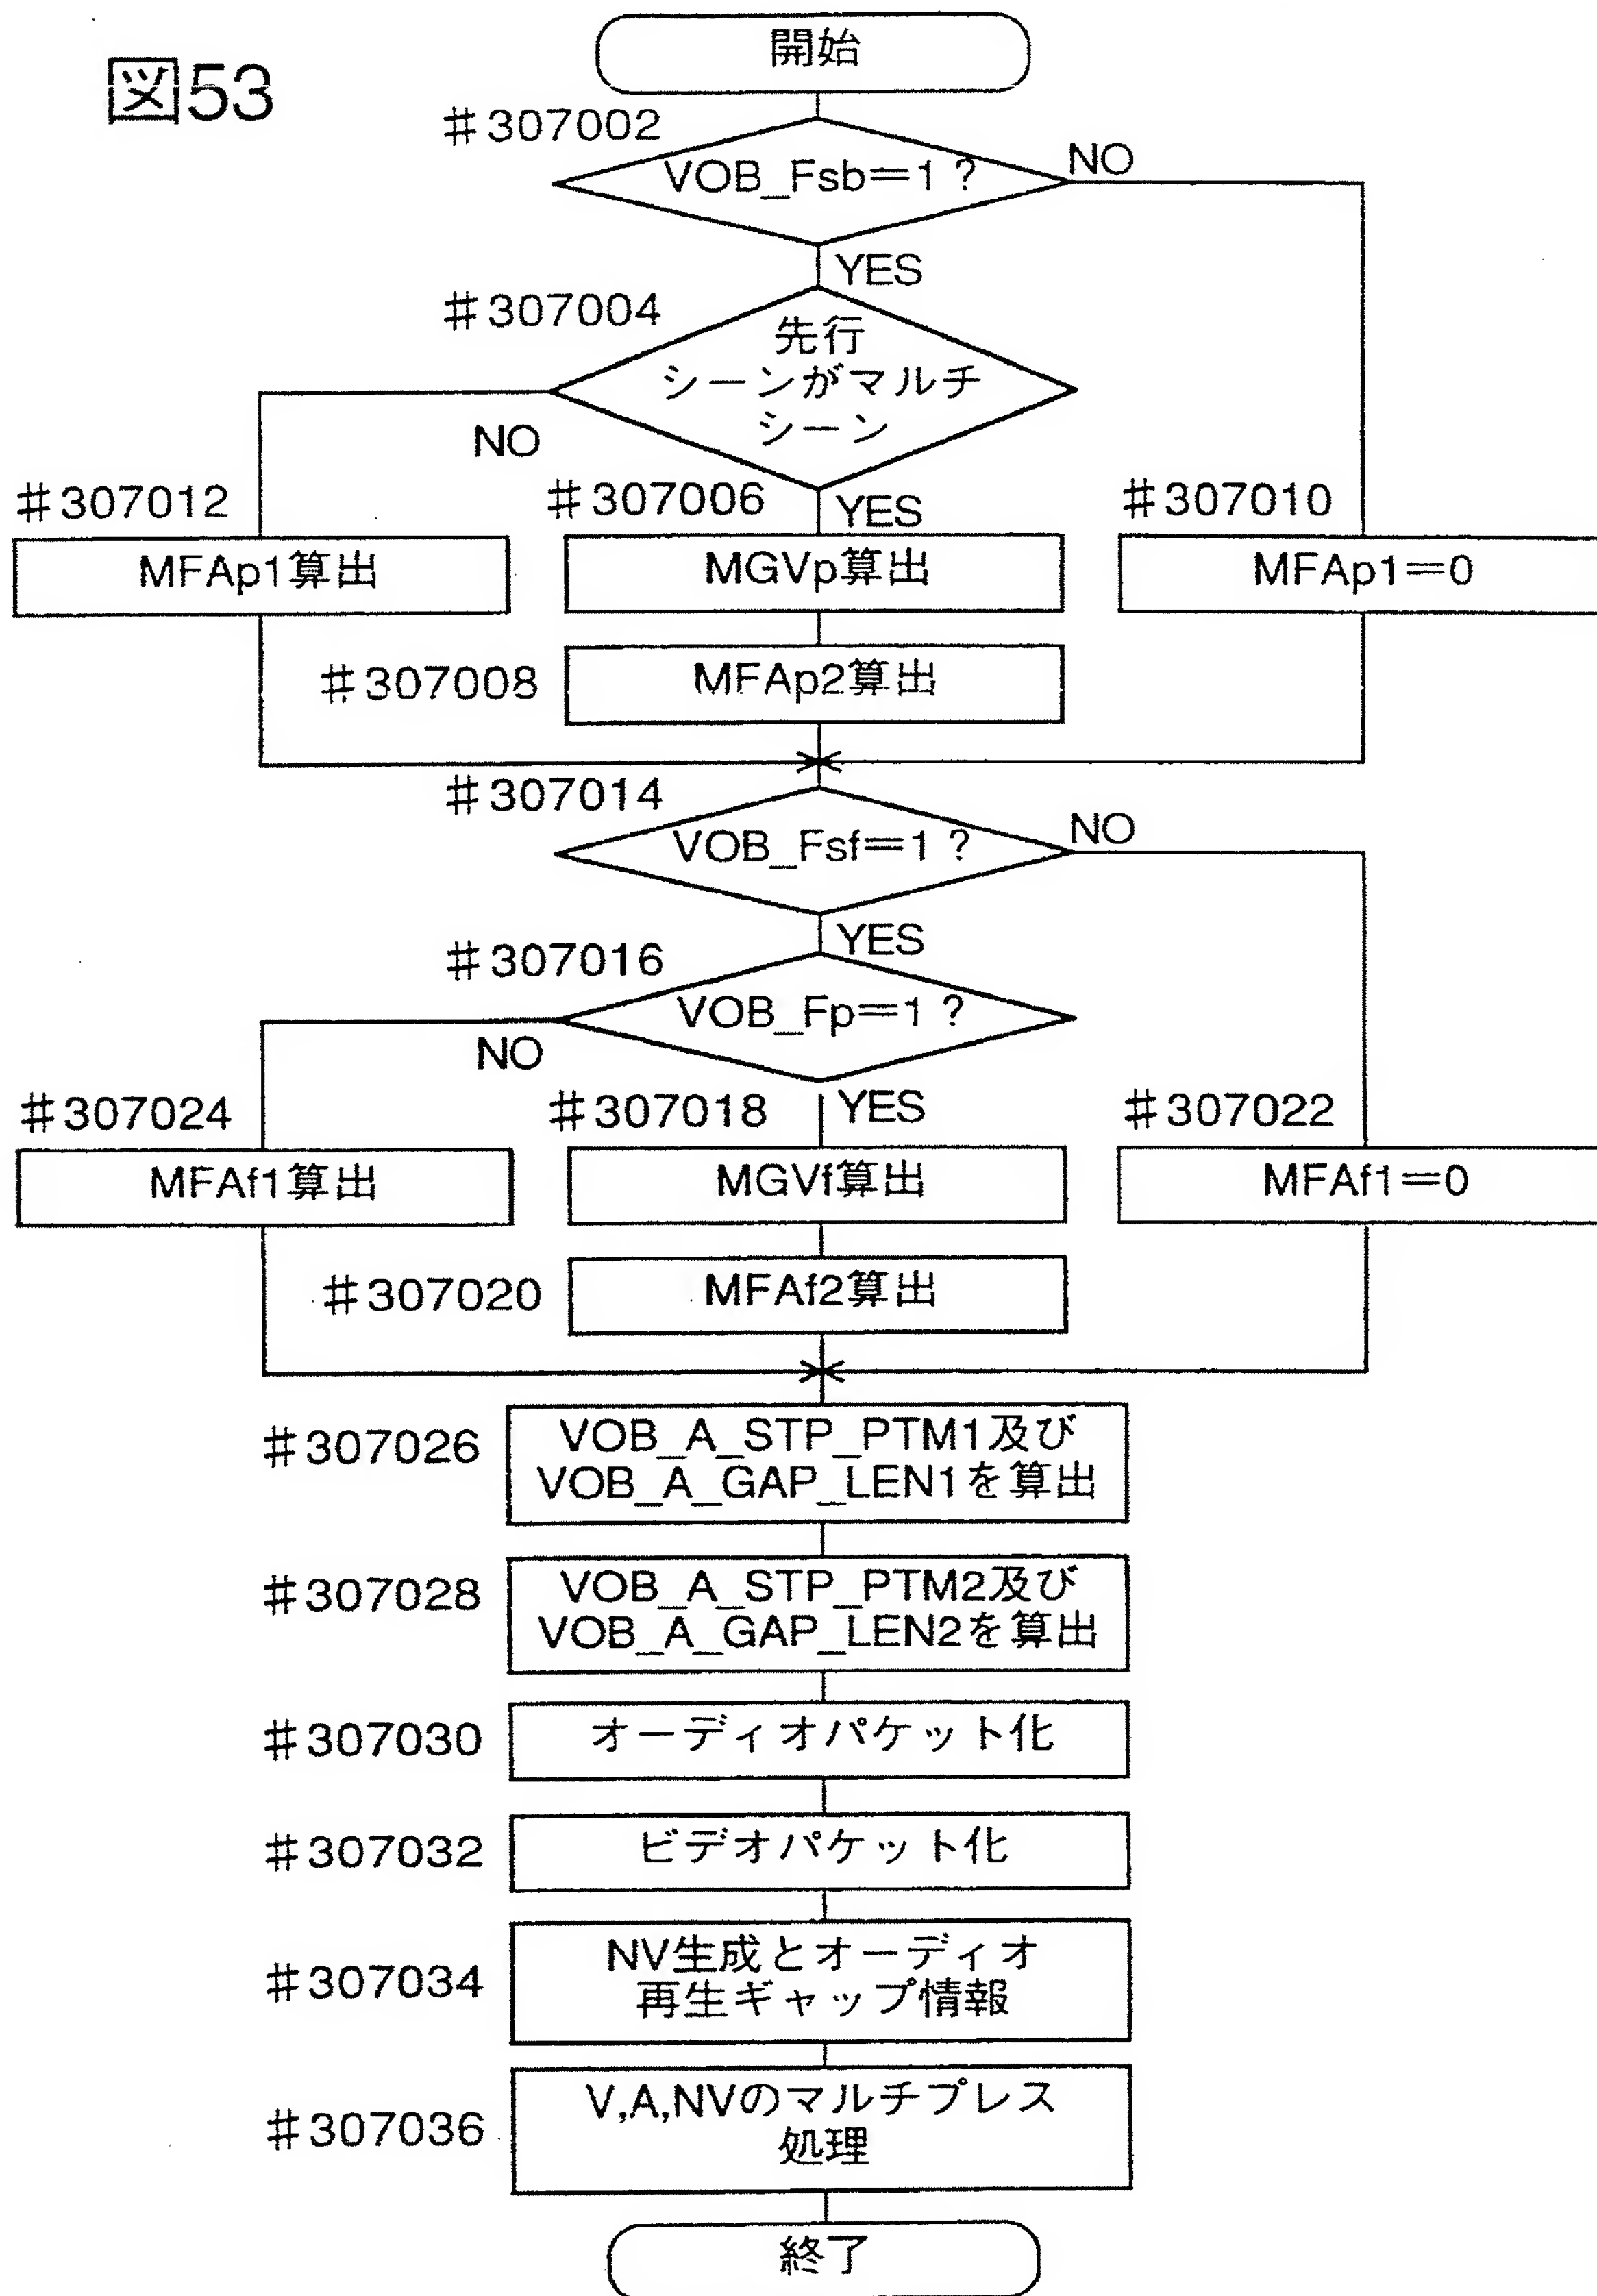 図53
開始
#307002
VOB_Fsb=1 ?
NO
YES
#307004
先行
シーンがマルチ
シーン
NO
YES
#307012
#307006
#307010
MFAp1算出
MGVp算出
MFAp1=0
#307008
MFAp2算出
#307014
VOB_Fsf=1 ?
NO
YES
#307016
VOB_Fp=1 ?
NO
YES
#307024
#307018
#307022
MFAf1算出
MGVf算出
MFAf1=0
#307020
MFAf2算出
#307026
VOB_A_STP_PTM1及び
VOB_A_GAP_LEN1を算出
#307028
VOB_A_STP_PTM2及び
VOB_A_GAP_LEN2を算出
#307030
オーディオパケット化
#307032
ビデオパケット化
#307034
NV生成とオーディオ
再生ギャップ情報
#307036
V,A,NVのマルチプレス
処理
終了